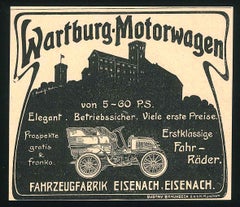 Wartburg-Motorwagen
von 5-60 P.S.
Elegant. Betriebssicher. Viele erste Preise.
Prospekte
gratis
&
franko.
Erstklassige
Fahr-
Räder.
FAHRZEUGFABRIK EISENACH. EISENACH.